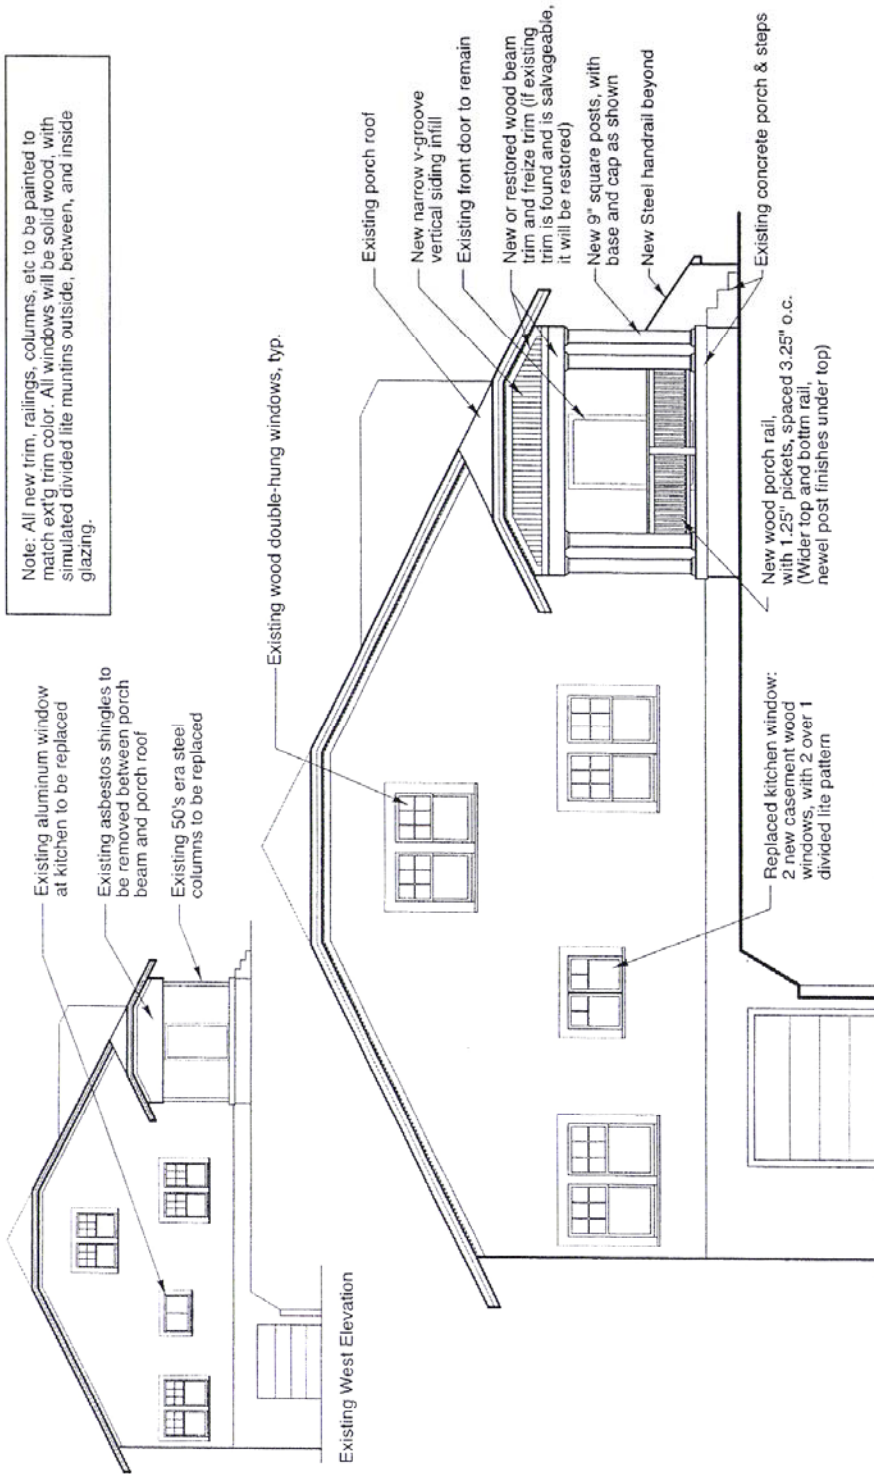 Note: All new trim, railings, columns, etc to be painted to
match ext'g trim color. All windows will be solid wood, with
simulated divided lite muntins outside, between, and inside
glazing.
Existing aluminum window
at kitchen to be replaced
Existing asbestos shingles to
be removed between porch
beam and porch roof
Existing 50's era steel
columns to be replaced
Existing West Elevation
Existing wood double-hung windows, typ.
Existing porch roof
New narrow v-groove
vertical siding infill
Existing front door to remain
New or restored wood beam
trim and freize trim (if existing
trim is found and is salvageable,
it will be restored)
New 9" square posts, with
base and cap as shown
New Steel handrail beyond
Existing concrete porch & steps
New wood porch rail,
with 1.25" pickets, spaced 3.25" o.c.
(Wider top and bottm rail,
newel post finishes under top)
Replaced kitchen window:
2 new casement wood
windows, with 2 over 1
divided lite pattern